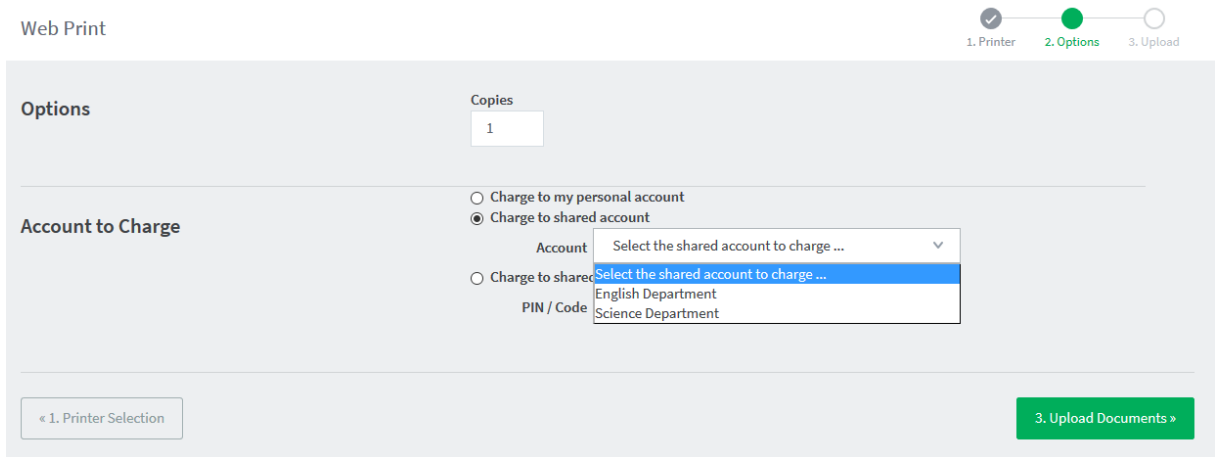 Web Print
1. Printer
2. Options
3. Upload
Options
Copies
1
Account to Charge
Charge to my personal account
Charge to shared account
Account
Select the shared account to charge ...
Select the shared account to charge ...
English Department
Science Department
Charge to shared
PIN / Code
« 1. Printer Selection
3. Upload Documents »